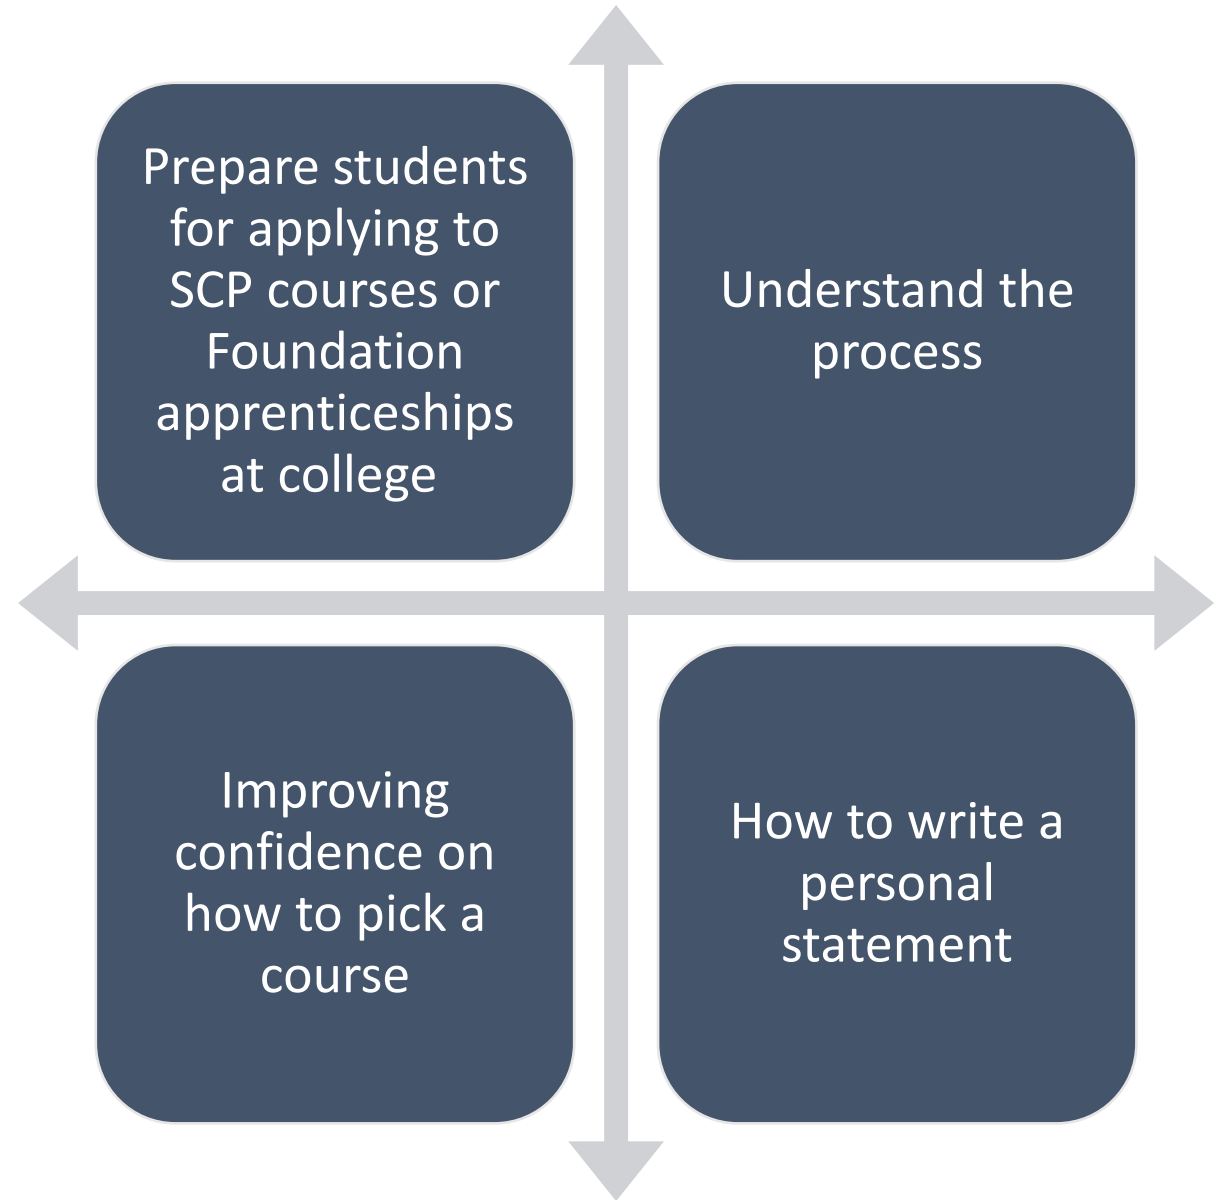 Prepare students
for applying to
SCP courses or
Foundation
apprenticeships
at college
Understand the
process
Improving
confidence on
how to pick a
course
How to write a
personal
statement